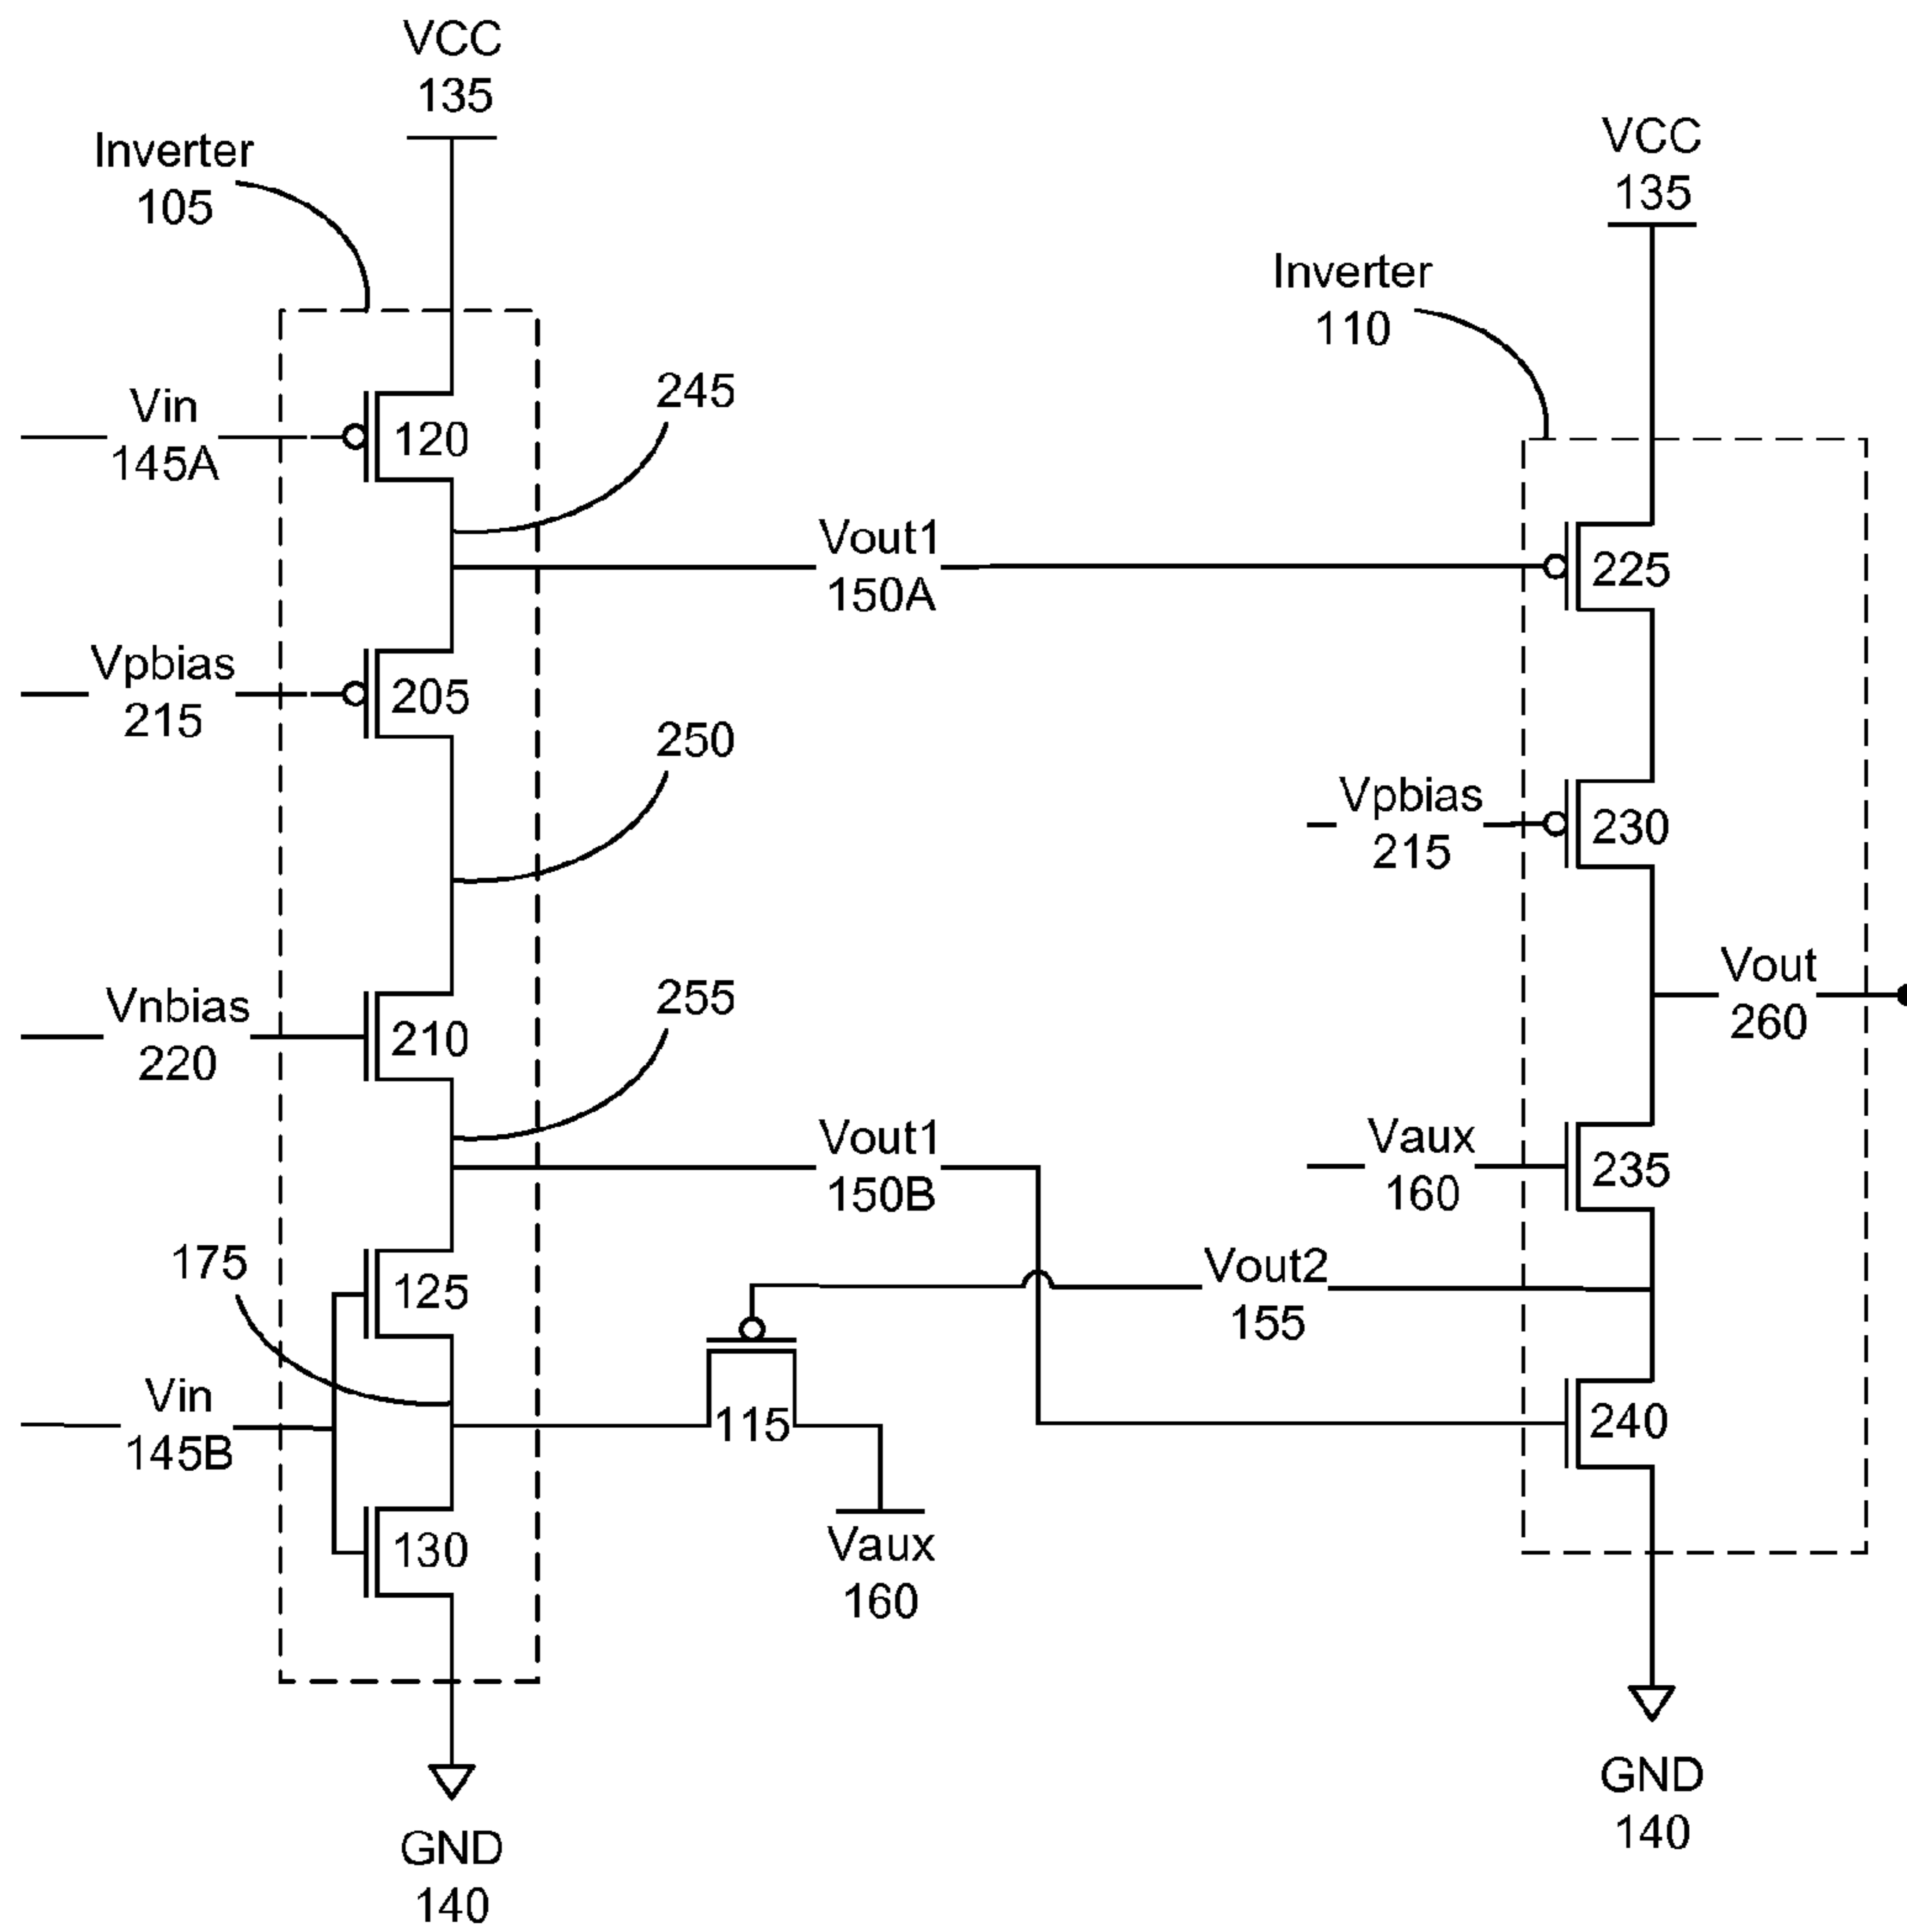 VCC
135
Inverter
105
VCC
135
Inverter
110
245
Vin
145A
120
Vout1
150A
225
Vpbias
215
205
250
Vpbias
215
230
Vnbias
220
210
255
Vout
260
Vout1
150B
Vaux
160
235
175
125
Vout2
155
Vin
145B
115
240
130
Vaux
160
GND
140
GND
140